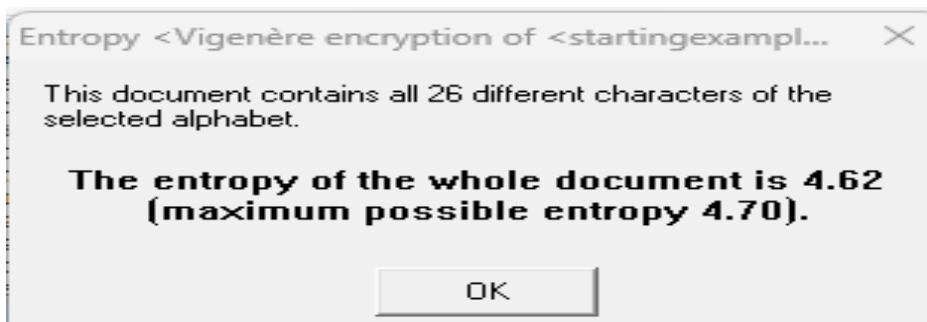 Entropy <Vigenère encryption of <startingexampl...
This document contains all 26 different characters of the
selected alphabet.
The entropy of the whole document is 4.62
(maximum possible entropy 4.70).
OK